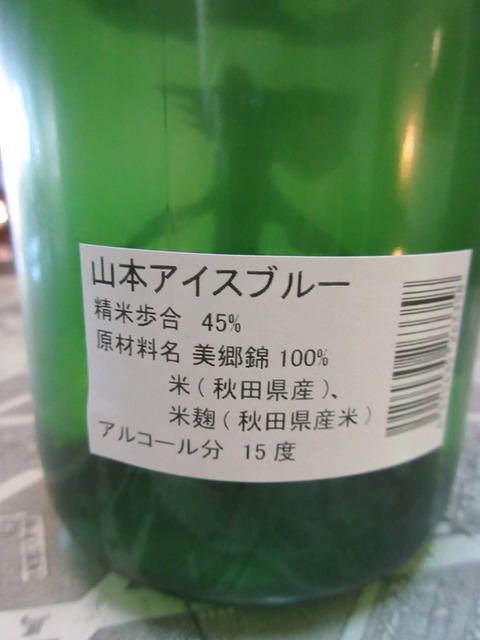 山本アイスブルー
精米歩合 45%
原材料名 美郷錦 100%
米(秋田県産)、
米麹(秋田県産米)
アルコール分 15度